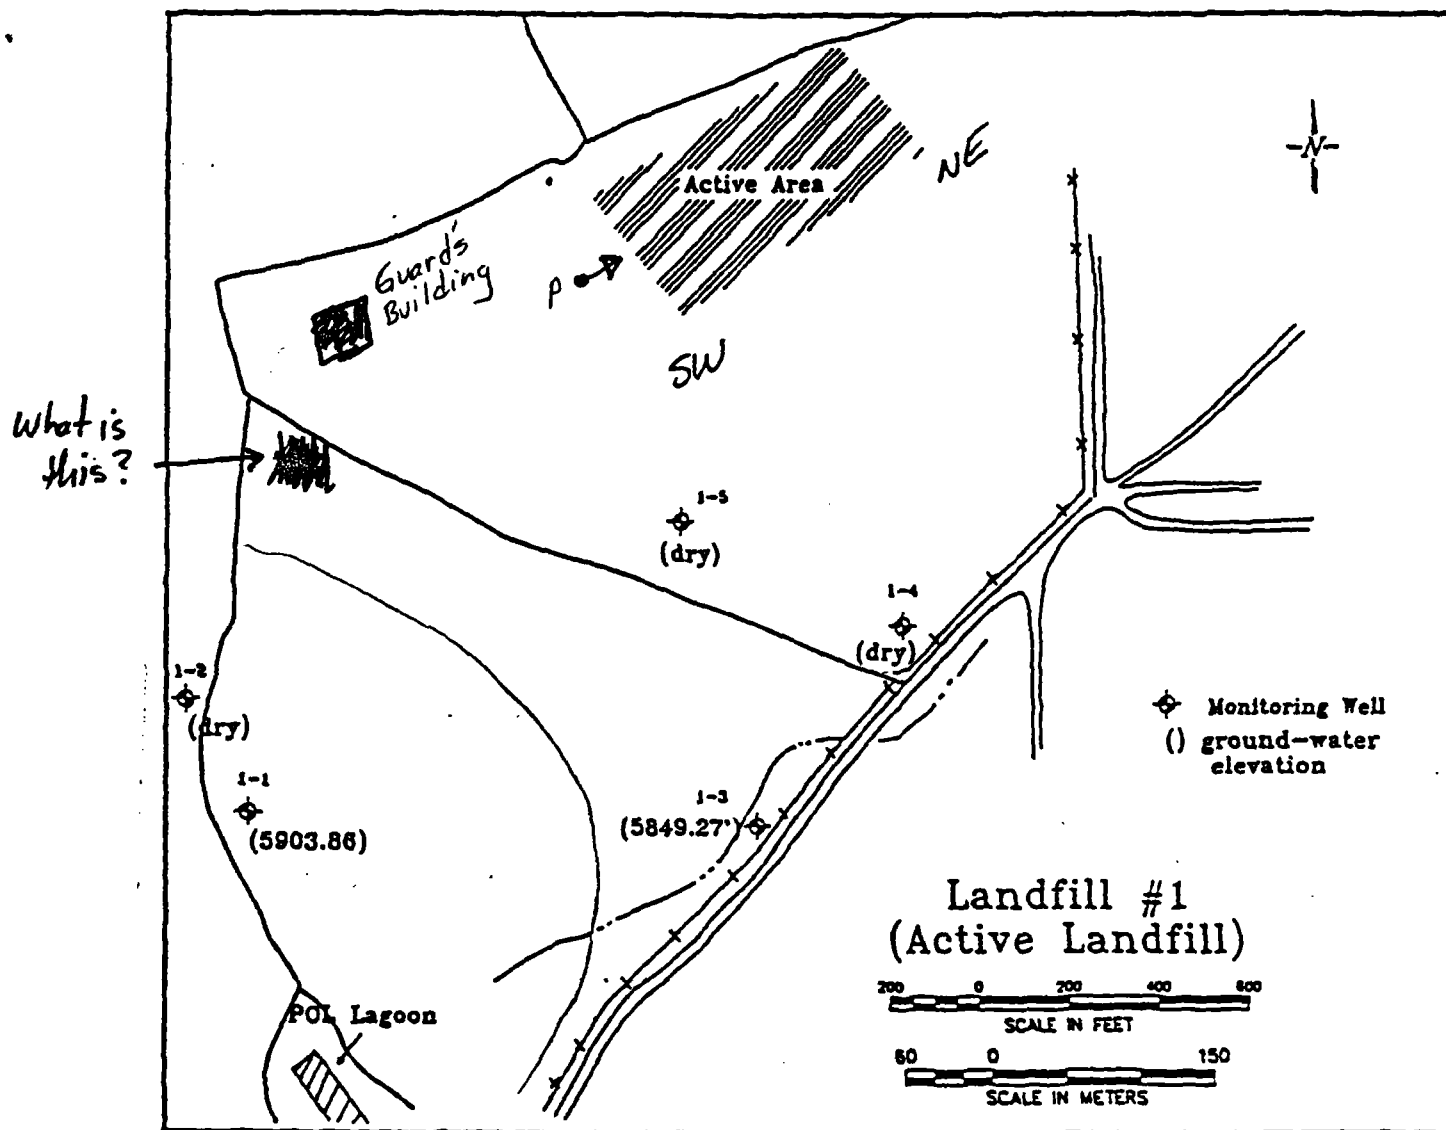 NE
-N-
Active Area
Guard's
Building
P
SW
What is
this?
1-5
(dry)
1-4
(dry)
1-2
(dry)
Monitoring Well
() ground-water
elevation
1-1
(5903.86)
1-3
(5849.27')
Landfill #1
(Active Landfill)
200 0 200 400 600
SCALE IN FEET
60 0 150
SCALE IN METERS
POL Lagoon